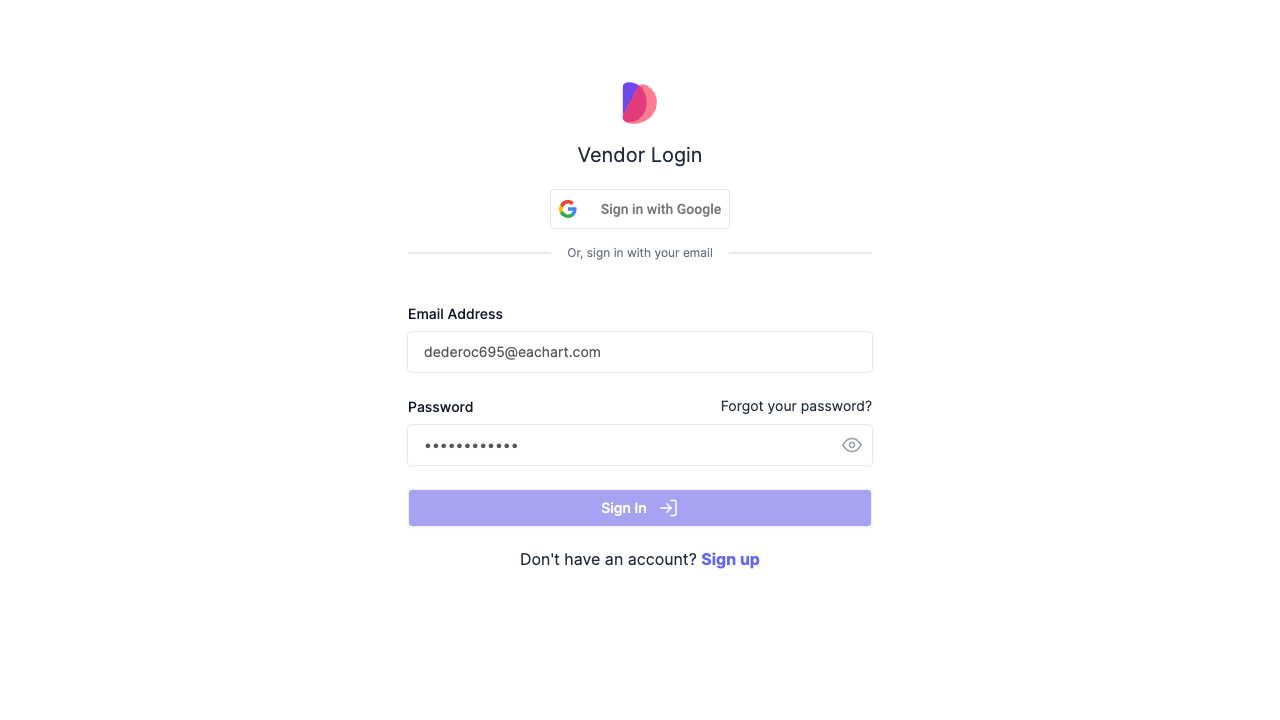 Vendor Login
Sign in with Google
Or, sign in with your email
Email Address
dederoc695@eachart.com
Password
Forgot your password?
••••••••••••
Sign In
Don't have an account? Sign up